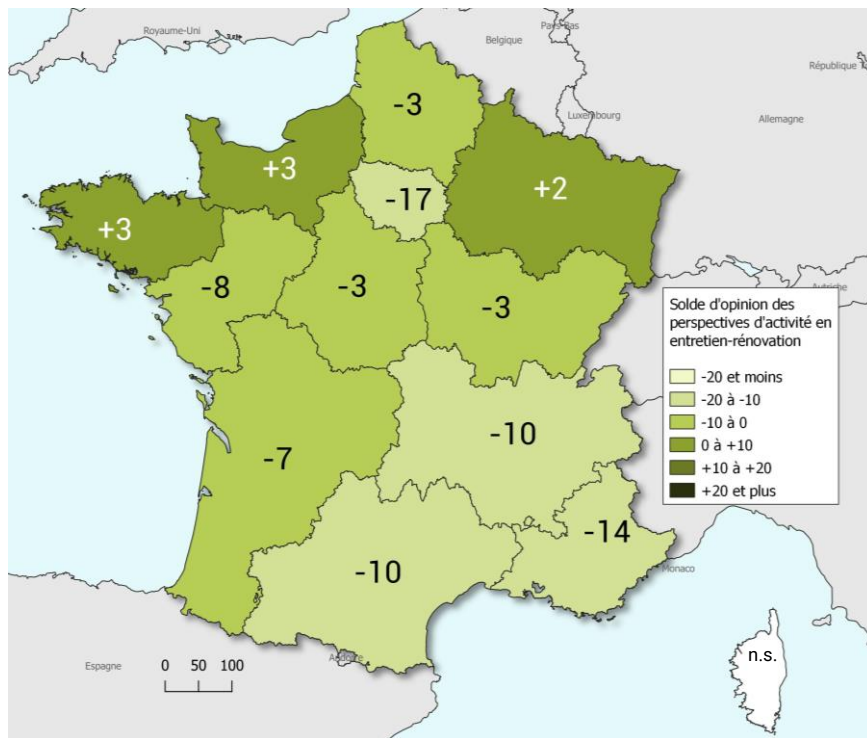 Royaume-Uni
Pays-Bas
Belgique
République
Luxembourg
Allemagne
-3
+3
-17
+2
+3
-8
-3
-3
Autriche
Solde d'opinion des
perspectives d'activité en
entretien-rénovation
-20 et moins
-20 à -10
-10 à 0
0 à +10
+10 à +20
+20 et plus
-10
-7
-14
-10
Monaco
n.s.
Espagne
Andorre
0 50 100